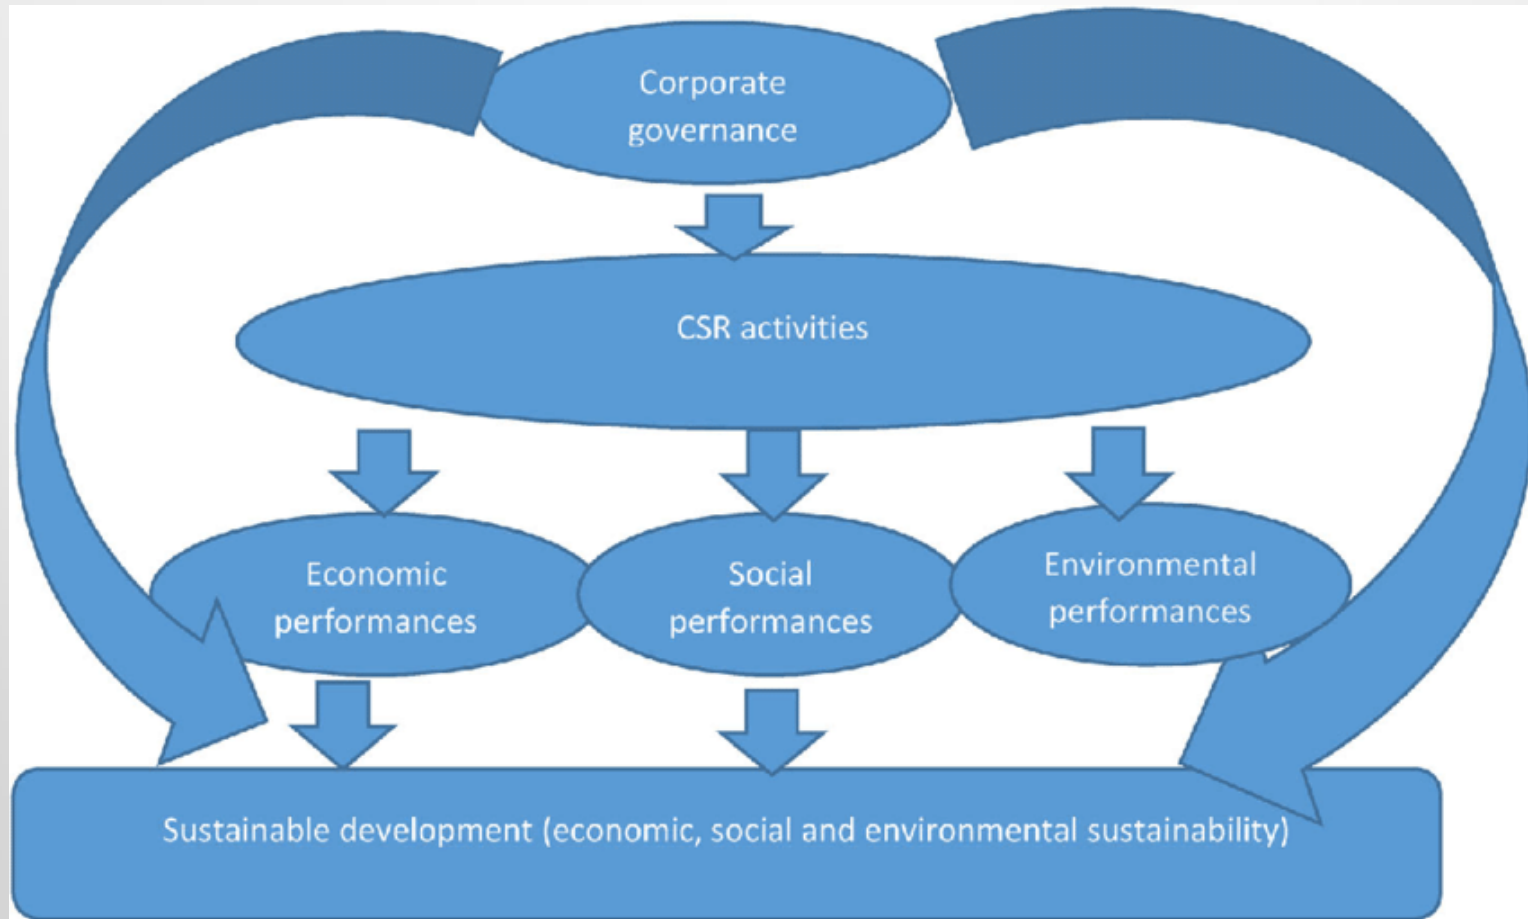 Corporate
governance
CSR activities
Economic
performances
Social
performances
Environmental
performances
Sustainable development (economic, social and environmental sustainability)